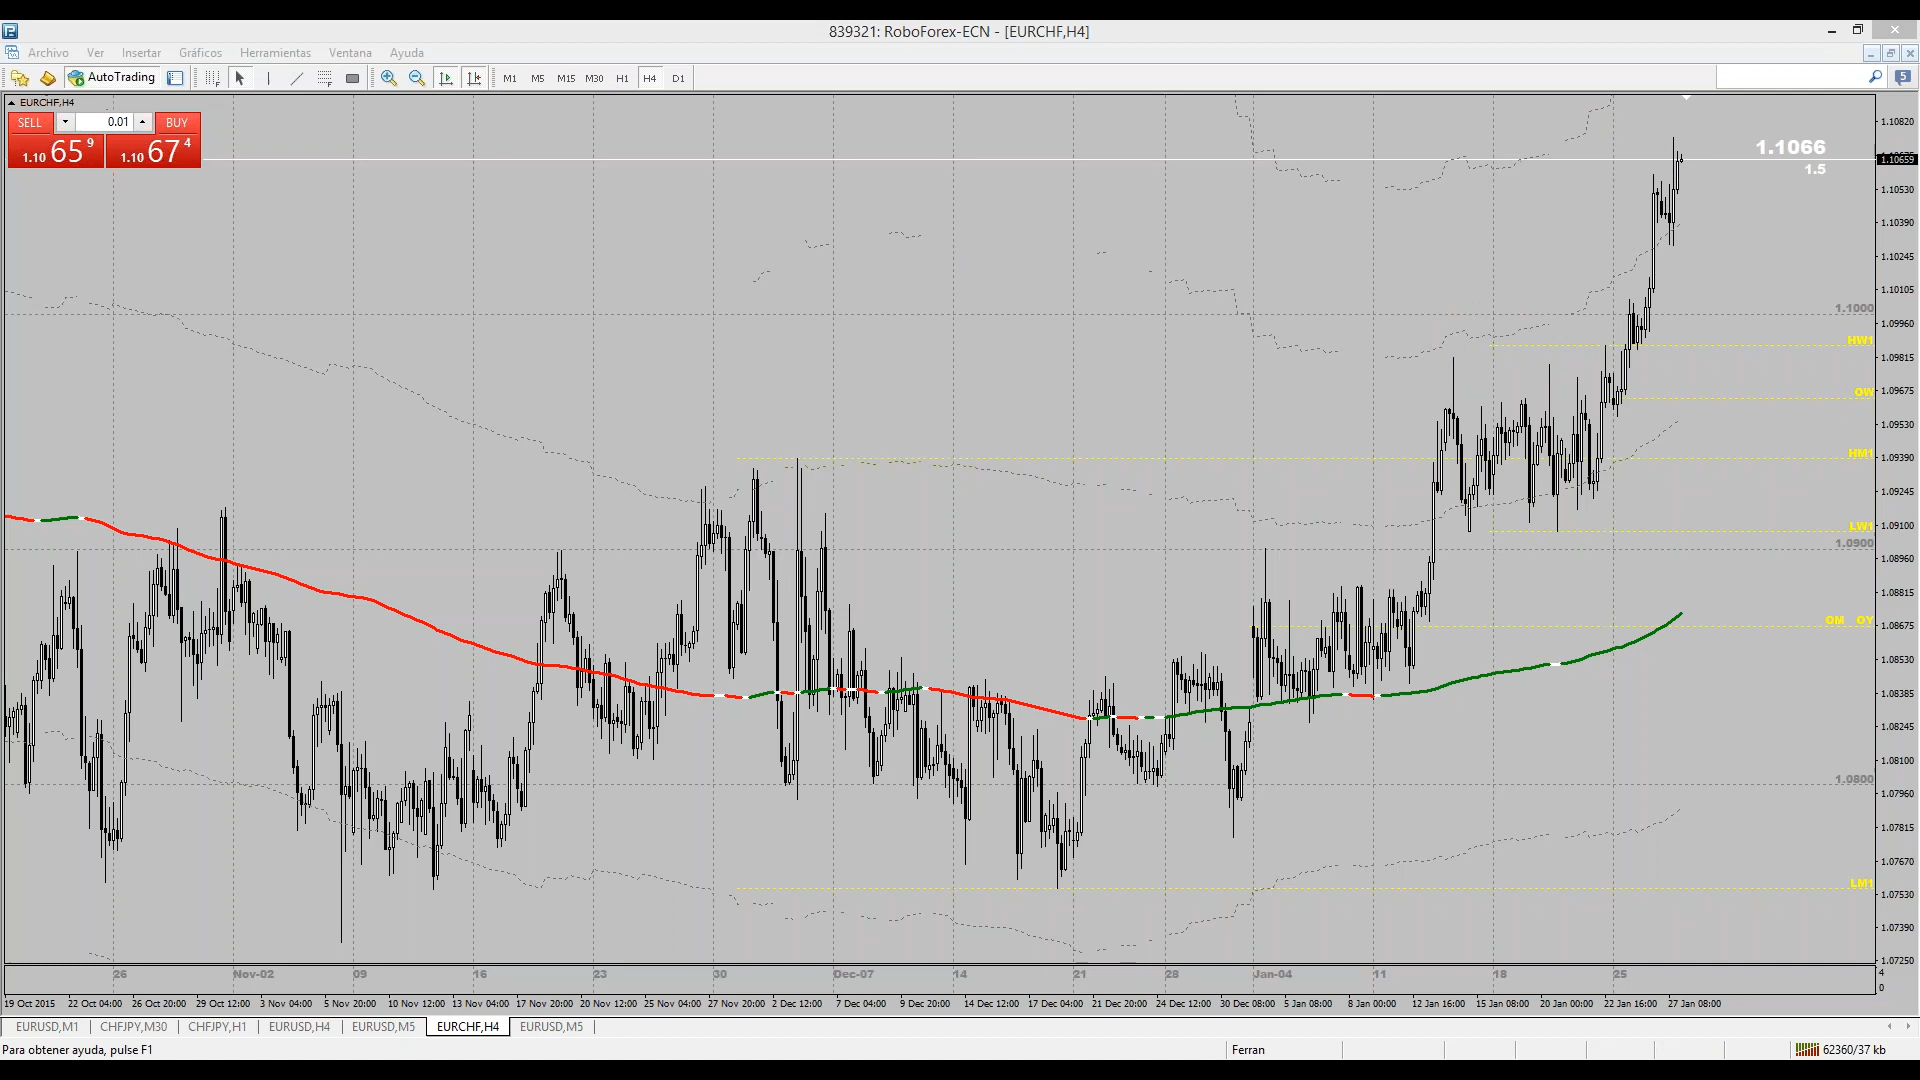 839321: RoboForex-ECN - [EURCHF,H4]
Archivo Ver Insertar Gráficos Herramientas Ventana Ayuda
AutoTrading M1 M5 M15 M30 H1 H4 D1 5
EURCHF,H4
SELL 0.01 BUY
1.10 65 9 1.10 67 4
1.1066
1.5
1.10820
1.10659
1.10530
1.10390
1.10245
1.10105
1.1000
1.09960
HW1
1.09815
OW
1.09675
1.09530
HM1
1.09390
1.09245
LW1
1.09100
1.0900
1.08960
1.08815
OM OY
1.08675
1.08530
1.08385
1.08245
1.08100
1.0800
1.07960
1.07815
1.07670
LM1
1.07530
1.07390
1.07250
26 Nov-02 09 16 23 30 Dec-07 14 21 28 Jan-04 11 18 25
4
0
19 Oct 2015 22 Oct 04:00 26 Oct 20:00 29 Oct 12:00 3 Nov 04:00 5 Nov 20:00 10 Nov 12:00 13 Nov 04:00 17 Nov 20:00 20 Nov 12:00 25 Nov 04:00 27 Nov 20:00 2 Dec 12:00 7 Dec 04:00 9 Dec 20:00 14 Dec 12:00 17 Dec 04:00 21 Dec 20:00 24 Dec 12:00 30 Dec 08:00 5 Jan 08:00 8 Jan 00:00 12 Jan 16:00 15 Jan 08:00 20 Jan 00:00 22 Jan 16:00 27 Jan 08:00
EURUSD,M1 CHFJPY,M30 CHFJPY,H1 EURUSD,H4 EURUSD,M5 EURCHF,H4 EURUSD,M5
Para obtener ayuda, pulse F1 Ferran 62360/37 kb